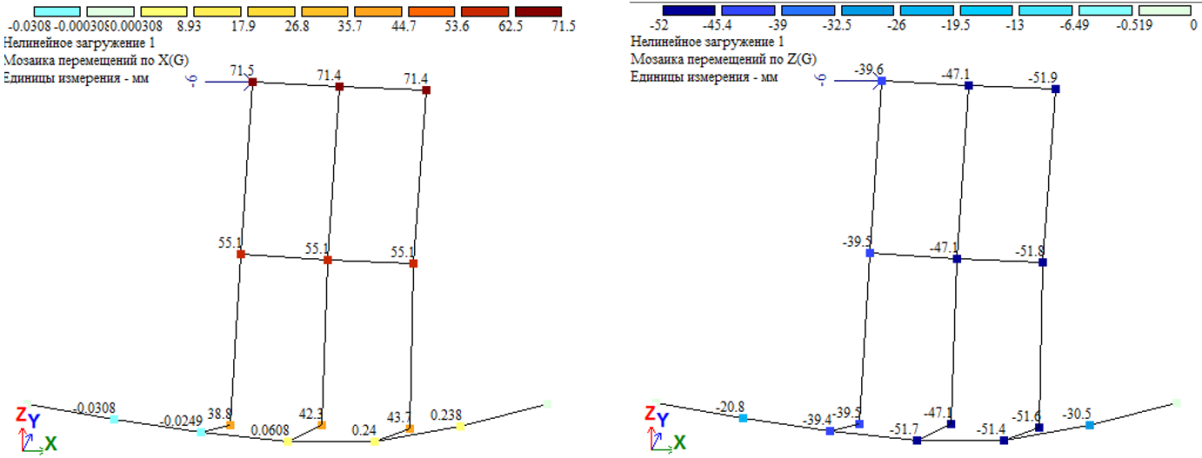 -0.0308 -0.000308 0.000308 8.93 17.9 26.8 35.7 44.7 53.6 62.5 71.5
Нелинейное загружение 1
Мозаика перемещений по X(G)
Единицы измерения - мм
-6
71.5 71.4 71.4
55.1 55.1 55.1
-0.0308 -0.0249 38.8 0.0608 42.3 0.24 43.7 0.238
Z Y X
-52 -45.4 -39 -32.5 -26 -19.5 -13 -6.49 -0.519 0
Нелинейное загружение 1
Мозаика перемещений по Z(G)
Единицы измерения - мм
-6
-39.6 -47.1 -51.9
-39.5 -47.1 -51.8
-20.8 -39.4 -39.5 -51.7 -47.1 -51.4 -51.6 -30.5
Z Y X